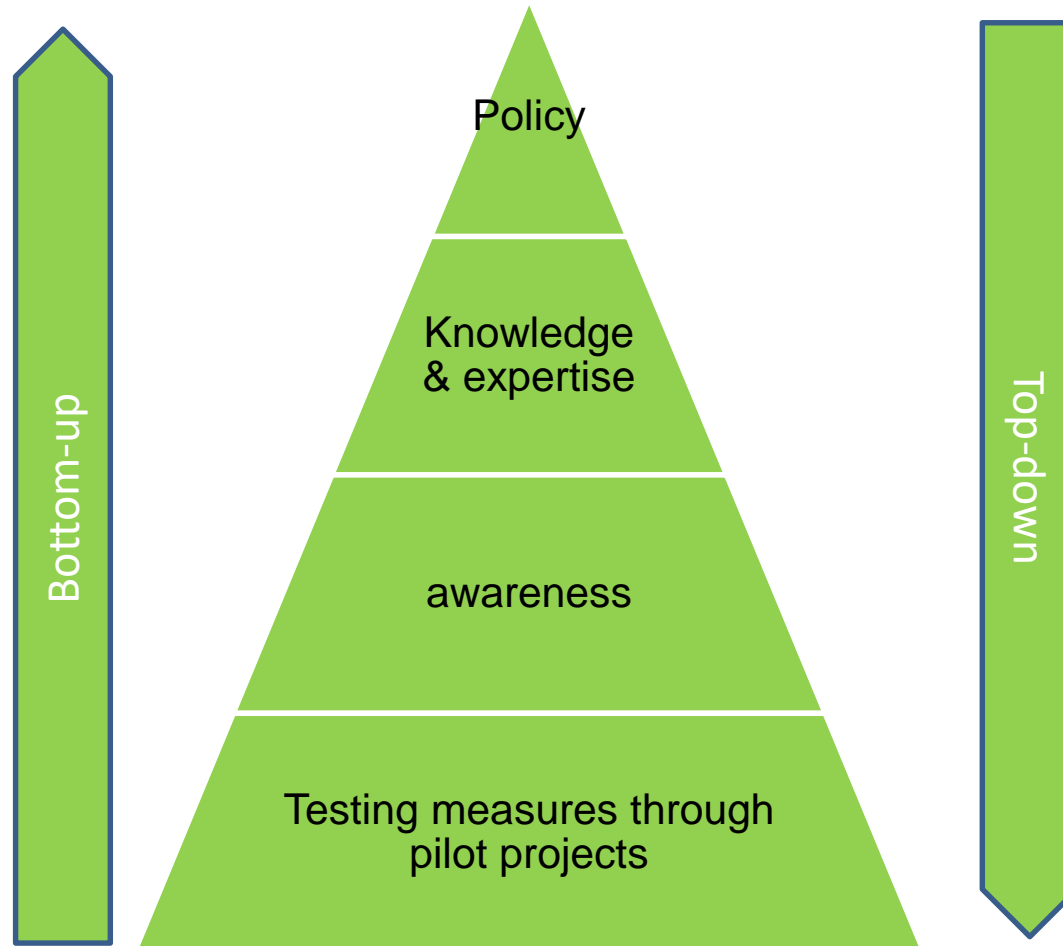 Policy
Knowledge
& expertise
awareness
Testing measures through
pilot projects
Bottom-up
Top-down